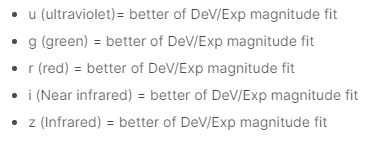 • u (ultraviolet)= better of DeV/Exp magnitude fit
• g (green) = better of DeV/Exp magnitude fit
• r (red) = better of DeV/Exp magnitude fit
• i (Near infrared) = better of DeV/Exp magnitude fit
• z (Infrared) = better of DeV/Exp magnitude fit